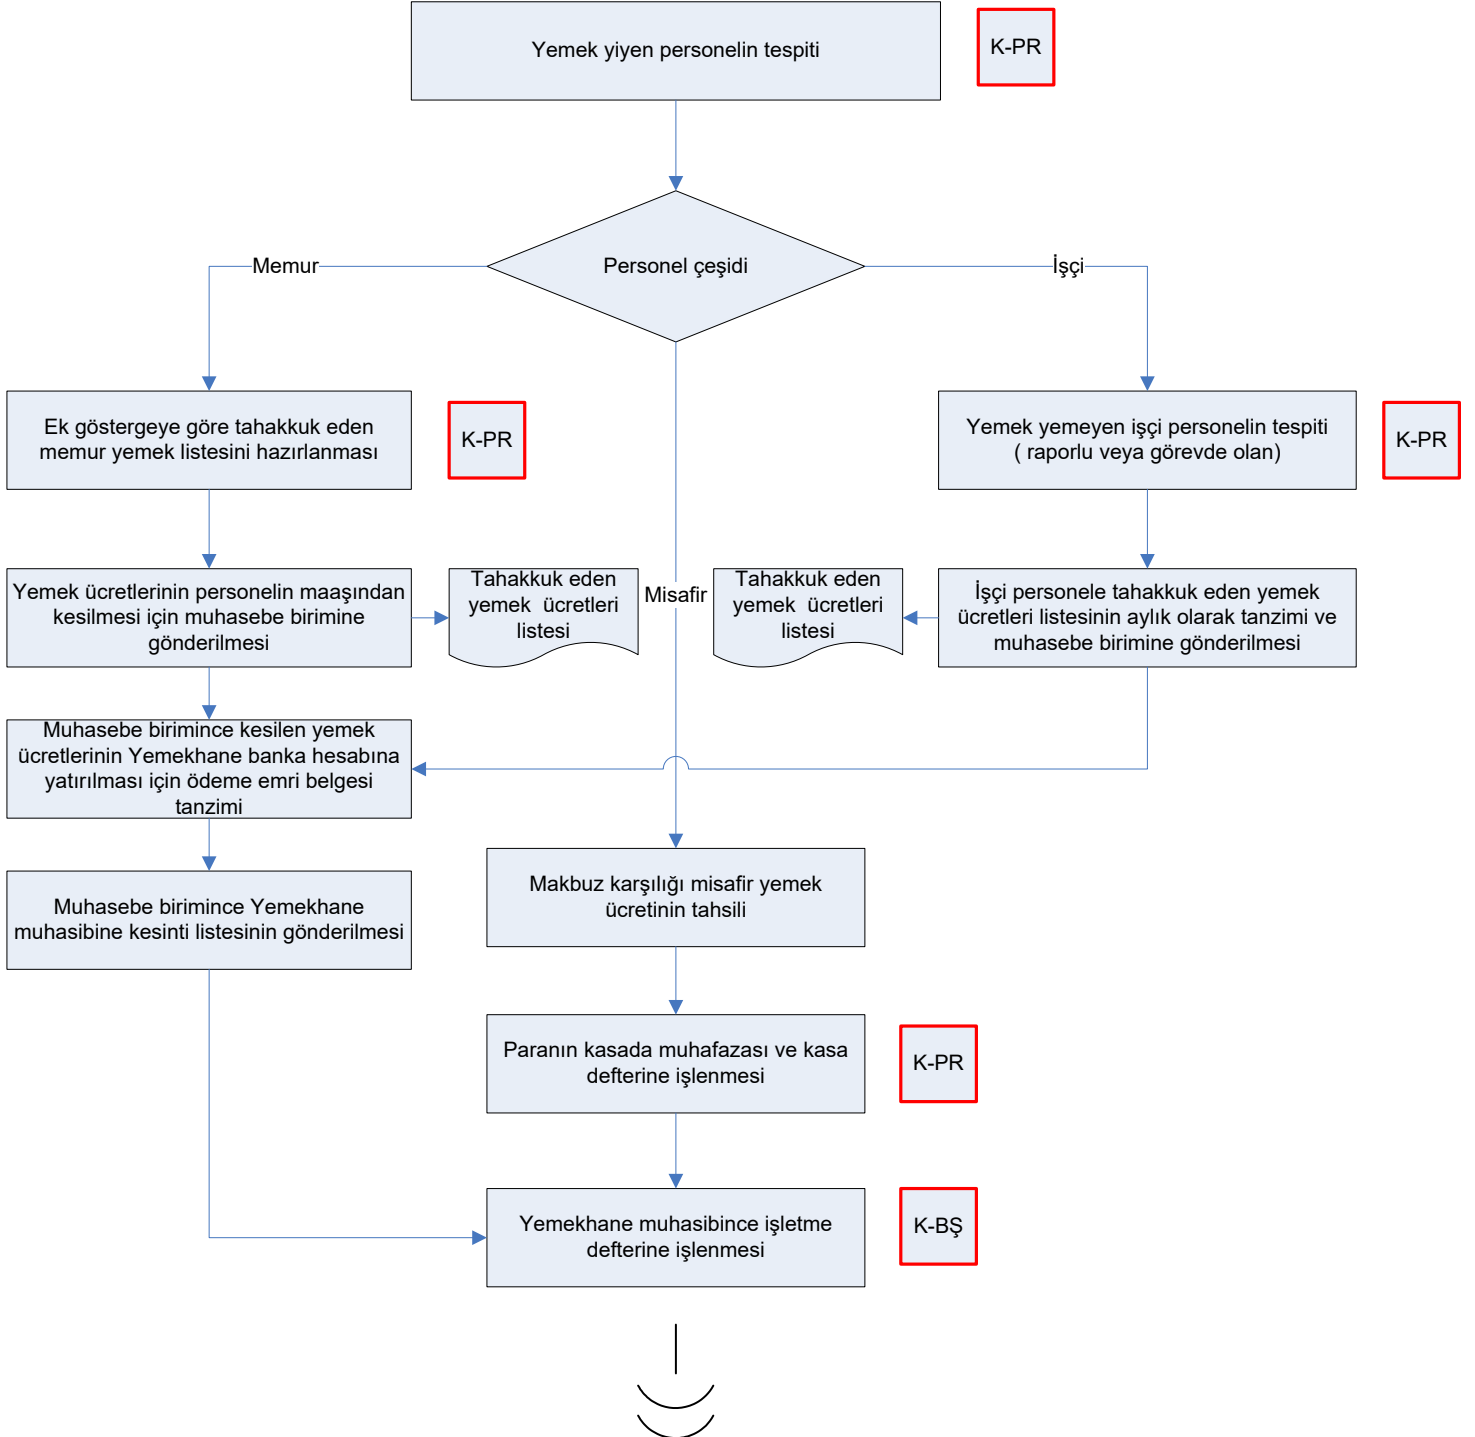 Yemek yiyen personelin tespiti
K-PR
Personel çeşidi
Memur
İşçi
Ek göstergeye göre tahakkuk eden
memur yemek listesini hazırlanması
K-PR
Yemek yemeyen işçi personelin tespiti
( raporlu veya görevde olan)
K-PR
Yemek ücretlerinin personelin maaşından
kesilmesi için muhasebe birimine
gönderilmesi
Tahakkuk eden
yemek ücretleri
listesi
Misafir
Tahakkuk eden
yemek ücretleri
listesi
İşçi personele tahakkuk eden yemek
ücretleri listesinin aylık olarak tanzimi ve
muhasebe birimine gönderilmesi
Muhasebe birimince kesilen yemek
ücretlerinin Yemekhane banka hesabına
yatırılması için ödeme emri belgesi
tanzimi
Muhasebe birimince Yemekhane
muhasibine kesinti listesinin gönderilmesi
Makbuz karşılığı misafir yemek
ücretinin tahsili
Paranın kasada muhafazası ve kasa
defterine işlenmesi
K-PR
Yemekhane muhasibince işletme
defterine işlenmesi
K-BŞ